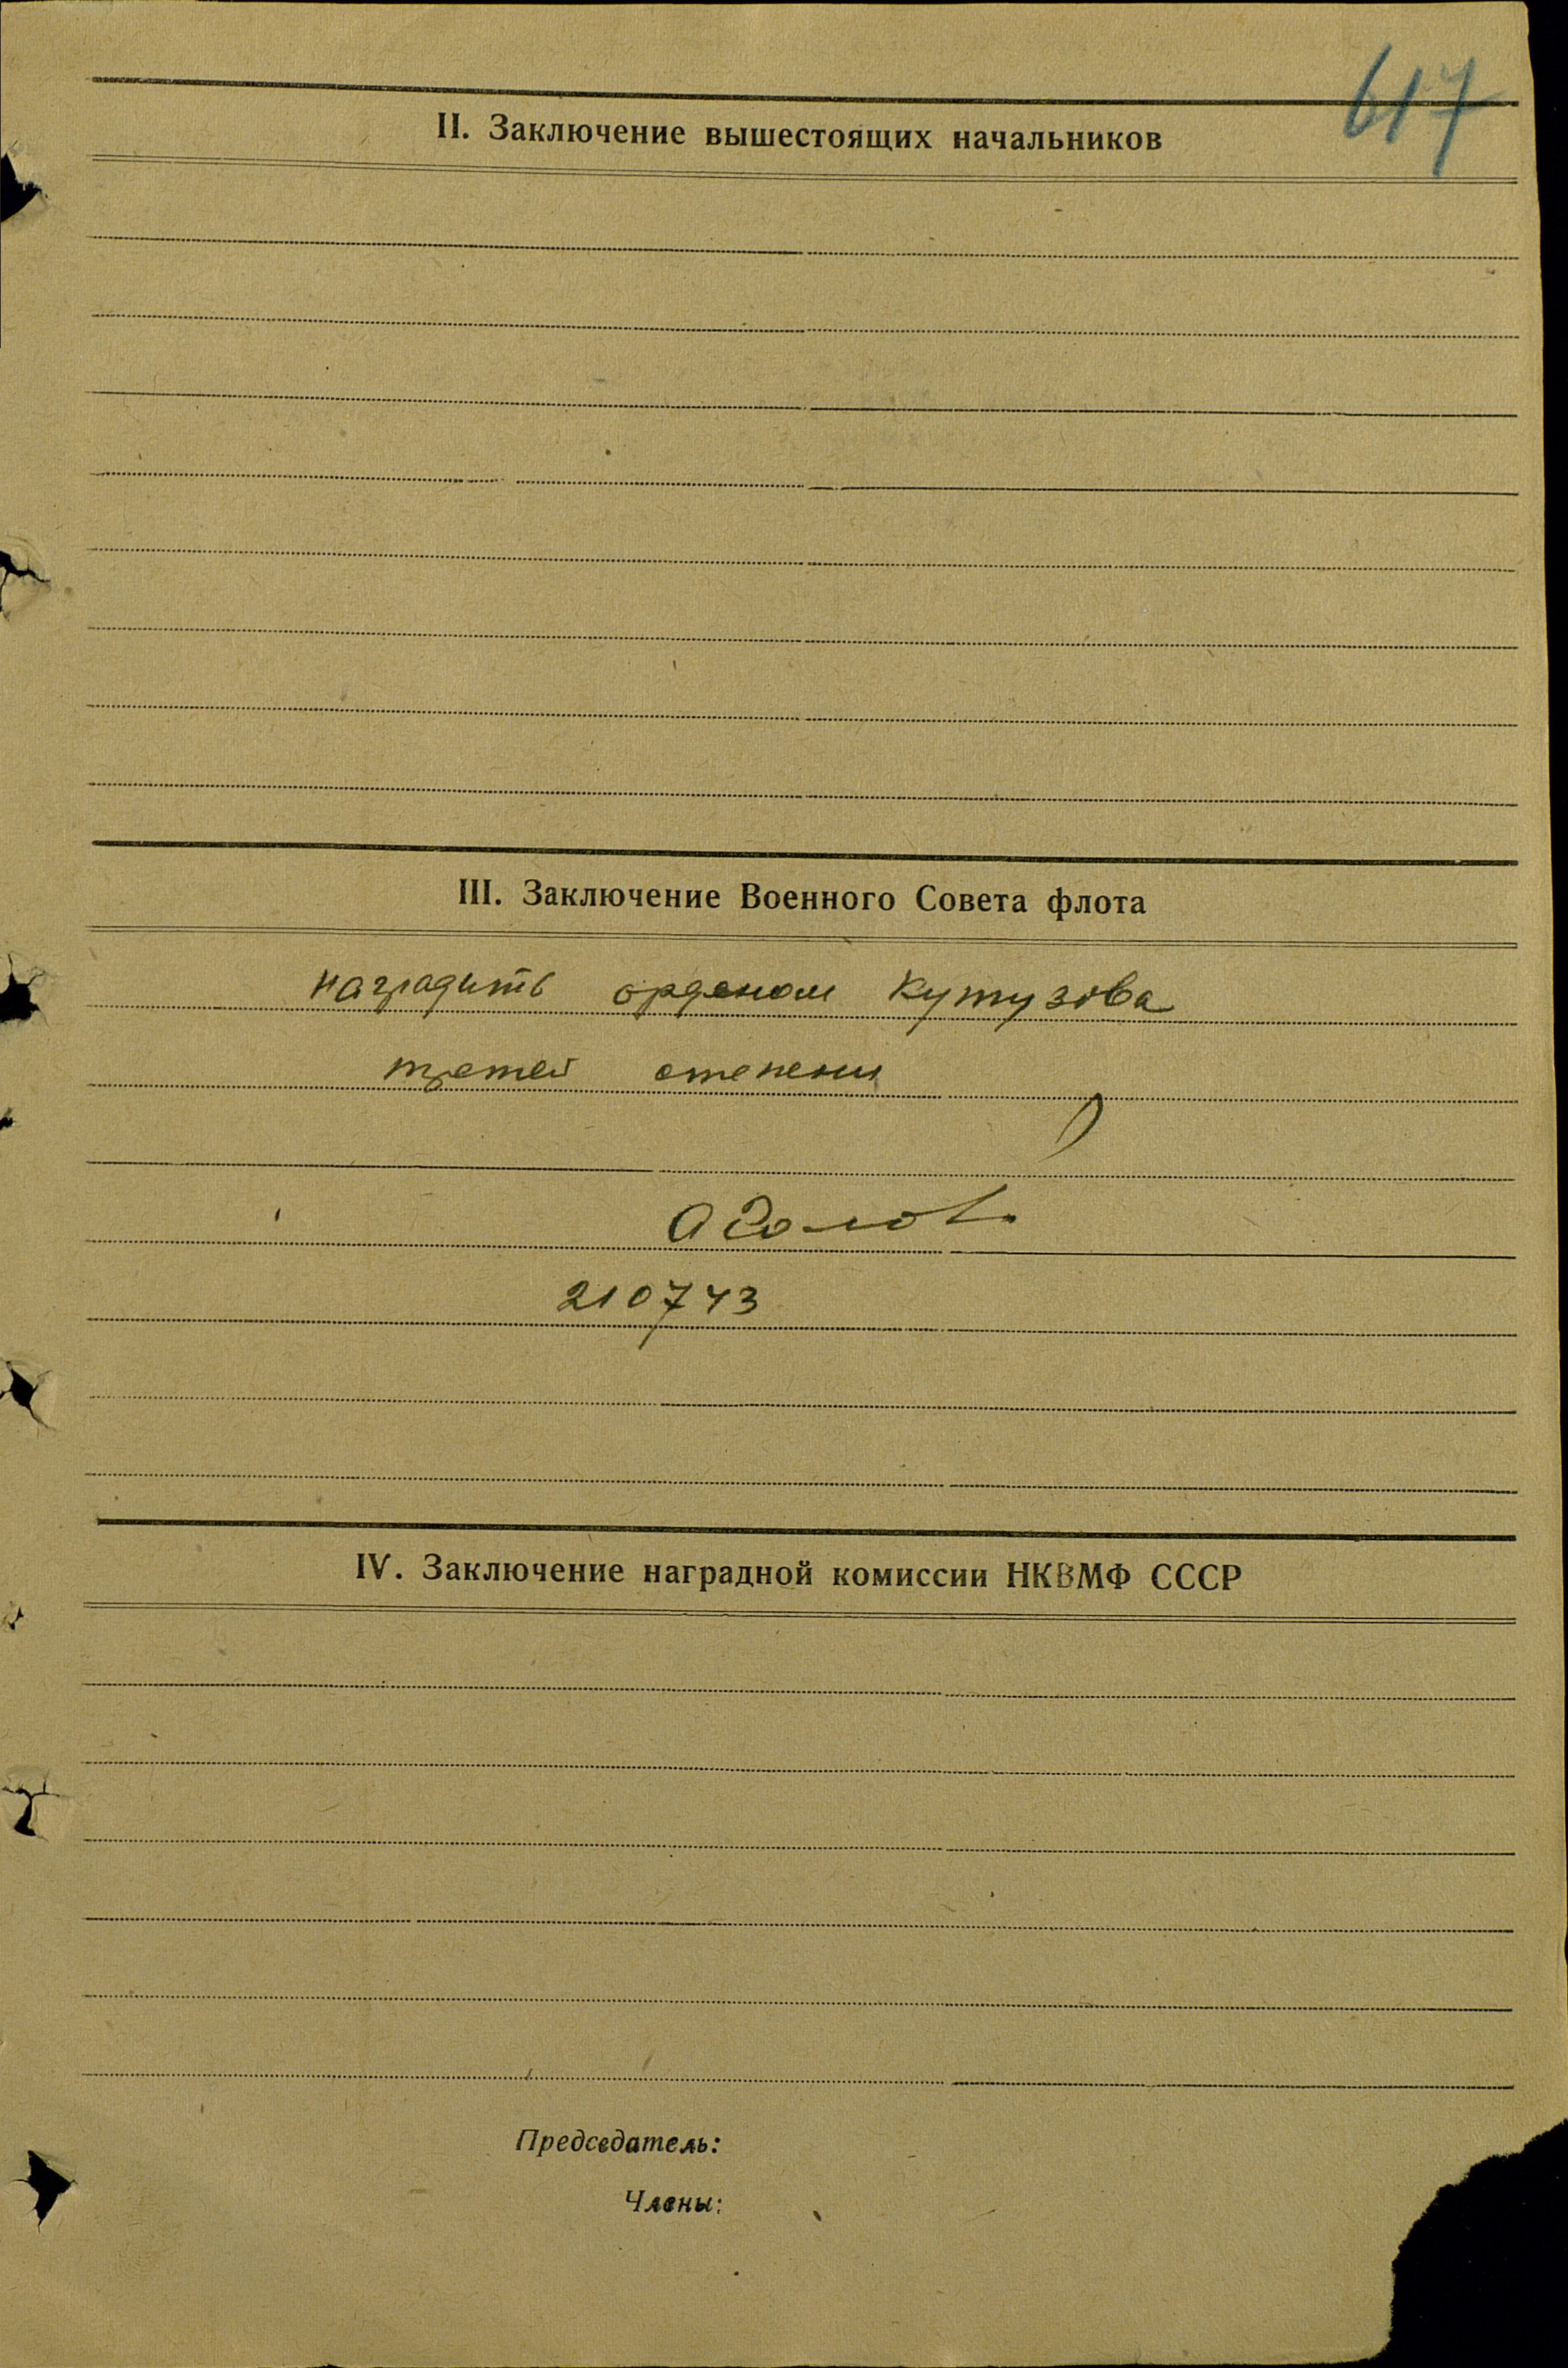 617
II. Заключение вышестоящих начальников
III. Заключение Военного Совета флота
наградить орденом Кутузова
третей степени
210743
IV. Заключение наградной комиссии НКВМФ СССР
Председатель:
Члены: